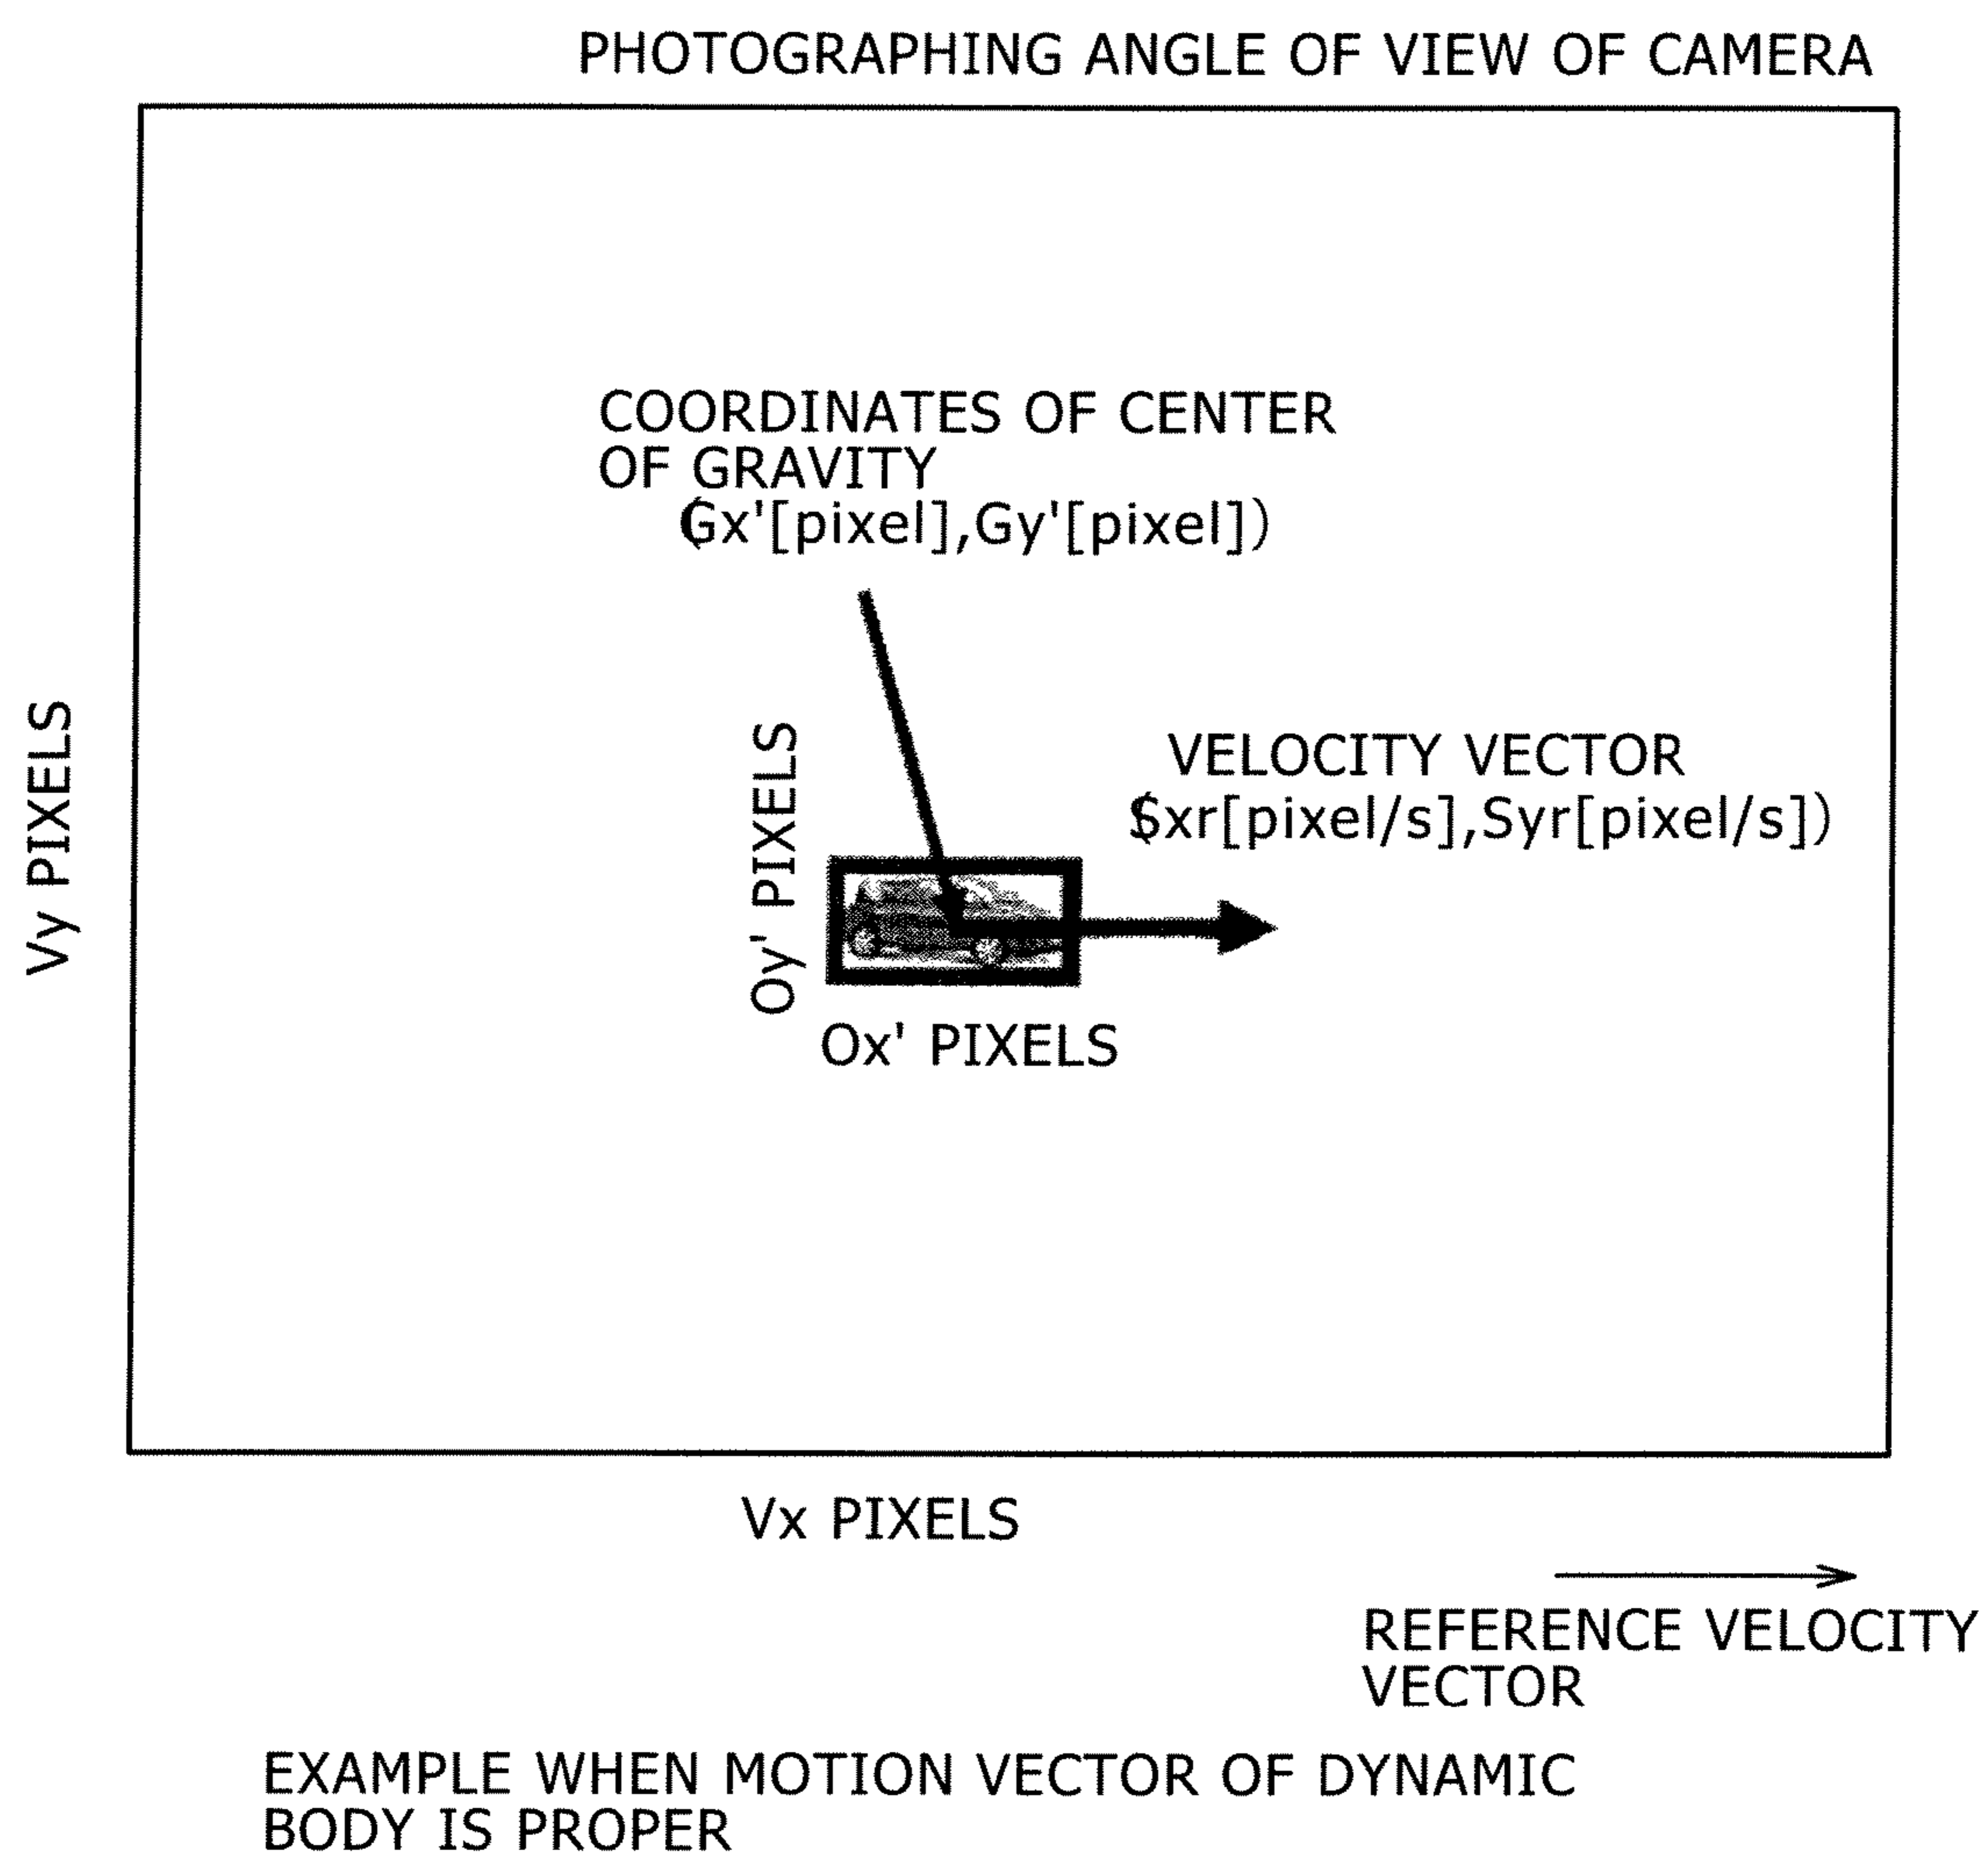 PHOTOGRAPHING ANGLE OF VIEW OF CAMERA
COORDINATES OF CENTER
OF GRAVITY
(Gx'[pixel],Gy'[pixel])
Vy PIXELS
Oy' PIXELS
VELOCITY VECTOR
(Sxr[pixel/s],Syr[pixel/s])
Ox' PIXELS
Vx PIXELS
REFERENCE VELOCITY
VECTOR
EXAMPLE WHEN MOTION VECTOR OF DYNAMIC
BODY IS PROPER